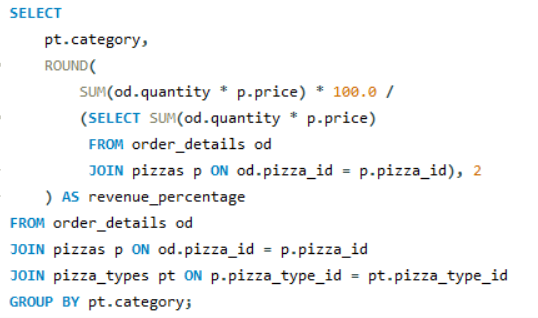 SELECT
pt.category,
ROUND(
SUM(od.quantity * p.price) * 100.0 /
(SELECT SUM(od.quantity * p.price)
FROM order_details od
JOIN pizzas p ON od.pizza_id = p.pizza_id), 2
) AS revenue_percentage
FROM order_details od
JOIN pizzas p ON od.pizza_id = p.pizza_id
JOIN pizza_types pt ON p.pizza_type_id = pt.pizza_type_id
GROUP BY pt.category;